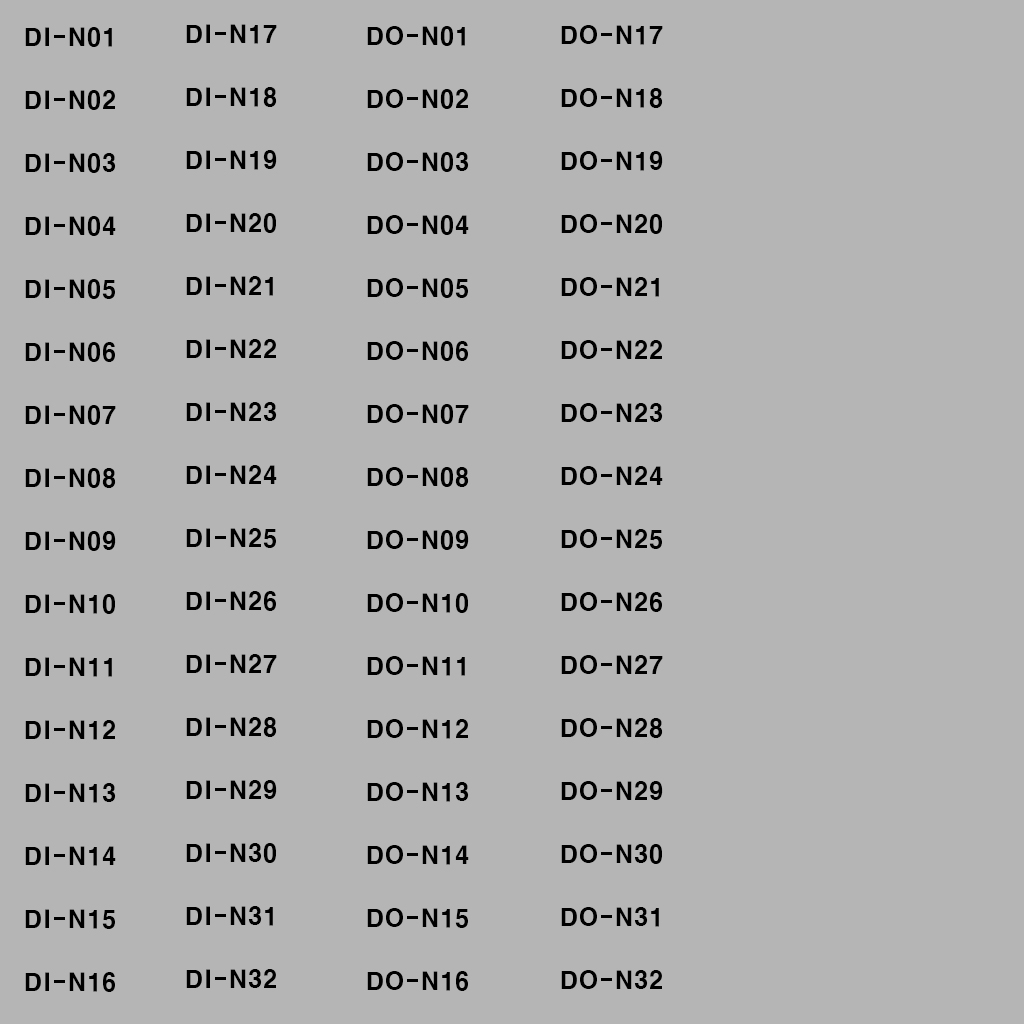 DI-N01 DI-N17 DO-N01 DO-N17
DI-N02 DI-N18 DO-N02 DO-N18
DI-N03 DI-N19 DO-N03 DO-N19
DI-N04 DI-N20 DO-N04 DO-N20
DI-N05 DI-N21 DO-N05 DO-N21
DI-N06 DI-N22 DO-N06 DO-N22
DI-N07 DI-N23 DO-N07 DO-N23
DI-N08 DI-N24 DO-N08 DO-N24
DI-N09 DI-N25 DO-N09 DO-N25
DI-N10 DI-N26 DO-N10 DO-N26
DI-N11 DI-N27 DO-N11 DO-N27
DI-N12 DI-N28 DO-N12 DO-N28
DI-N13 DI-N29 DO-N13 DO-N29
DI-N14 DI-N30 DO-N14 DO-N30
DI-N15 DI-N31 DO-N15 DO-N31
DI-N16 DI-N32 DO-N16 DO-N32